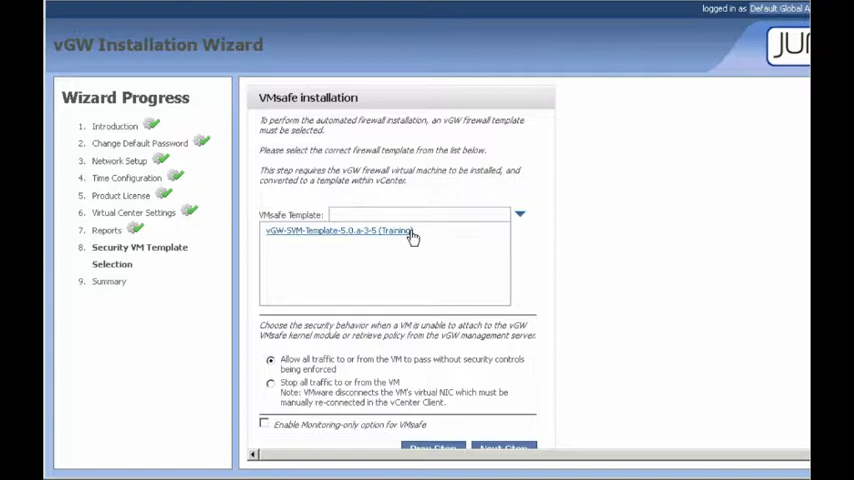 logged in as Default Global A
vGW Installation Wizard
JU
Wizard Progress
1. Introduction
2. Change Default Password
3. Network Setup
4. Time Configuration
5. Product License
6. Virtual Center Settings
7. Reports
8. Security VM Template
Selection
9. Summary
VMsafe installation
To perform the automated firewall installation, an vGW firewall template
must be selected.
Please select the correct firewall template from the list below.
This step requires the vGW firewall virtual machine to be installed, and
converted to a template within vCenter.
VMsafe Template:
vGW-SVM-Template-5.0.a-3-5 (Training)
Choose the security behavior when a VM is unable to attach to the vGW
VMsafe kernel module or retrieve policy from the vGW management server.
Allow all traffic to or from the VM to pass without security controls
being enforced
Stop all traffic to or from the VM
Note: VMware disconnects the VM's virtual NIC which must be
manually re-connected in the vCenter Client.
Enable Monitoring-only option for VMsafe
Prev Step Next Step